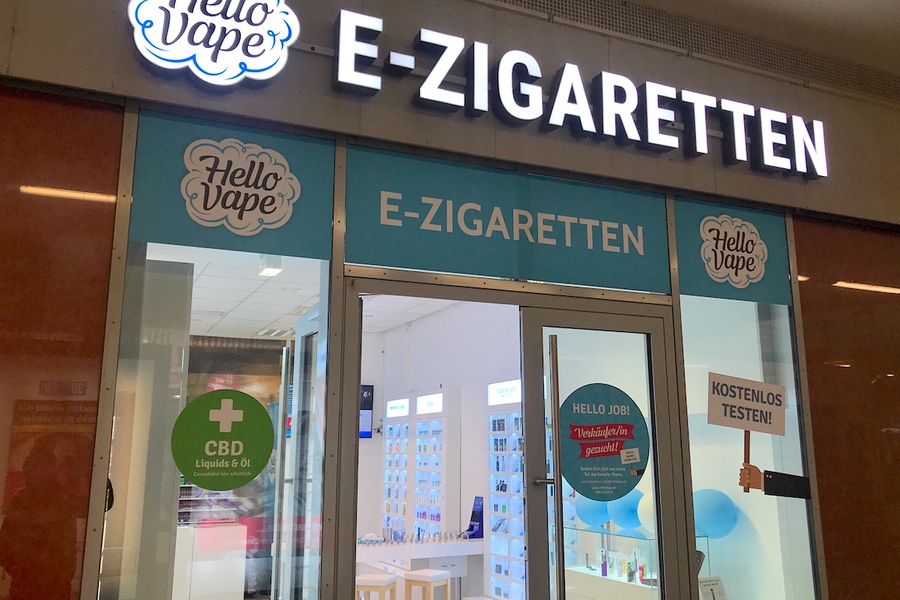 Hello
Vape
E-ZIGARETTEN
Hello
Vape
E-ZIGARETTEN
Hello
Vape
CBD
Liquids & Öl
HELLO JOB!
Verkäufer/in
gesucht!
KOSTENLOS
TESTEN!